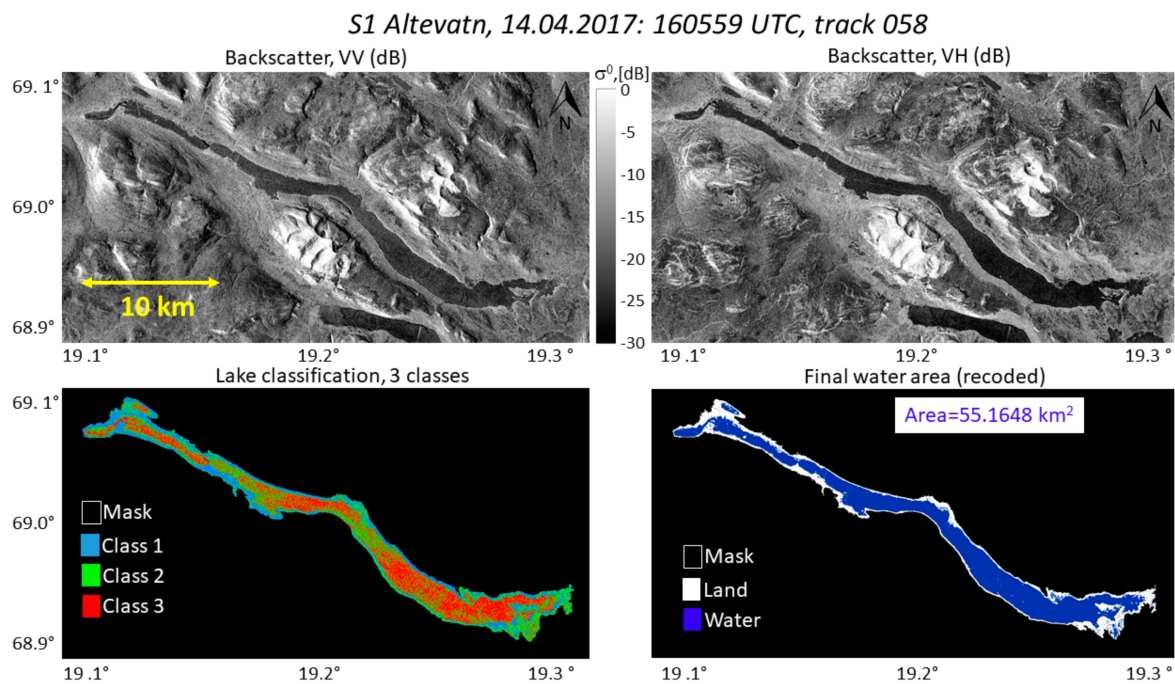 S1 Altevatn, 14.04.2017: 160559 UTC, track 058
Backscatter, VV (dB)
σ⁰,[dB]
Backscatter, VH (dB)
69.1°
69.0°
68.9°
N
10 km
0
-5
-10
-15
-20
-25
-30
N
19 .1°
19.2°
19.3 °
19 .1°
19.2°
19.3 °
Lake classification, 3 classes
Final water area (recoded)
69.1°
69.0°
68.9°
Mask
Class 1
Class 2
Class 3
Area=55.1648 km²
Mask
Land
Water
19 .1°
19.2°
19.3 °
19 .1°
19.2°
19.3 °